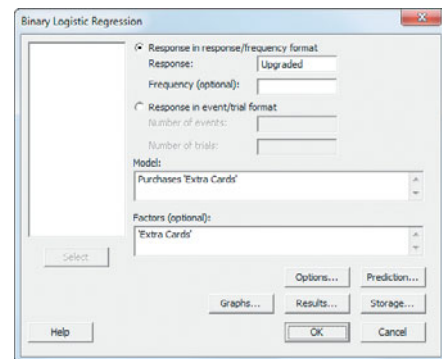 Binary Logistic Regression
Response in response/frequency format
Response: Upgraded
Frequency (optional):
Response in event/trial format
Number of events:
Number of trials:
Model:
Purchases 'Extra Cards'
Factors (optional):
'Extra Cards'
Select
Options... Prediction...
Graphs... Results... Storage...
Help OK Cancel